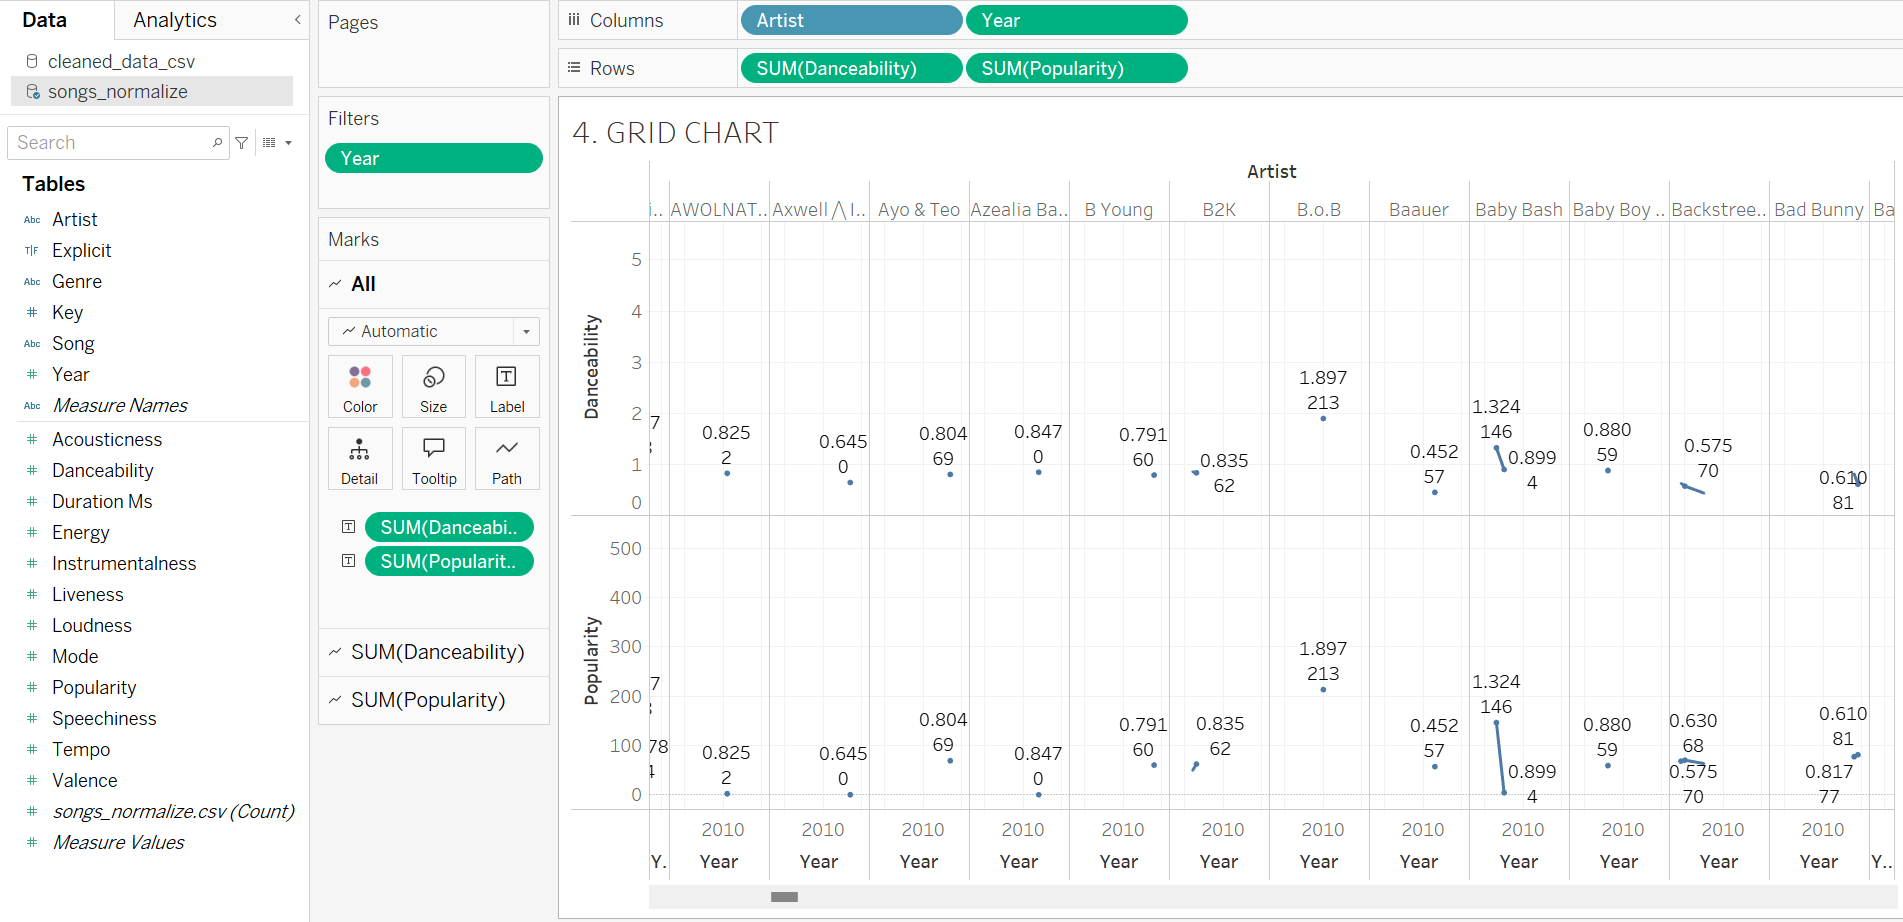 Data
Analytics
cleaned_data_csv
songs_normalize
Search
Tables
Abc Artist
T|F Explicit
Abc Genre
# Key
Abc Song
# Year
Abc Measure Names
# Acousticness
# Danceability
# Duration Ms
# Energy
# Instrumentalness
# Liveness
# Loudness
# Mode
# Popularity
# Speechiness
# Tempo
# Valence
# songs_normalize.csv (Count)
# Measure Values
Pages
Filters
Year
Marks
All
Automatic
Color Size Label
Detail Tooltip Path
SUM(Danceabi..
SUM(Popularit..
SUM(Danceability)
SUM(Popularity)
Columns Artist Year
Rows SUM(Danceability) SUM(Popularity)
4. GRID CHART
Artist
i.. AWOLNAT.. Axwell /\ I.. Ayo & Teo Azealia Ba.. B Young B2K B.o.B Baauer Baby Bash Baby Boy .. Backstree.. Bad Bunny Ba
Danceability
5
4
3
2
1
0
7
0.825
2
0.645
0
0.804
69
0.847
0
0.791
60
0.835
62
1.897
213
0.452
57
1.324
146
0.899
4
0.880
59
0.575
70
0.610
81
Popularity
500
400
300
200
100
0
7
78
4
0.825
2
0.645
0
0.804
69
0.847
0
0.791
60
0.835
62
1.897
213
0.452
57
1.324
146
0.899
4
0.880
59
0.630
68
0.575
70
0.610
81
0.817
77
2010 2010 2010 2010 2010 2010 2010 2010 2010 2010 2010 2010
Y. Year Year Year Year Year Year Year Year Year Year Year Year Y..